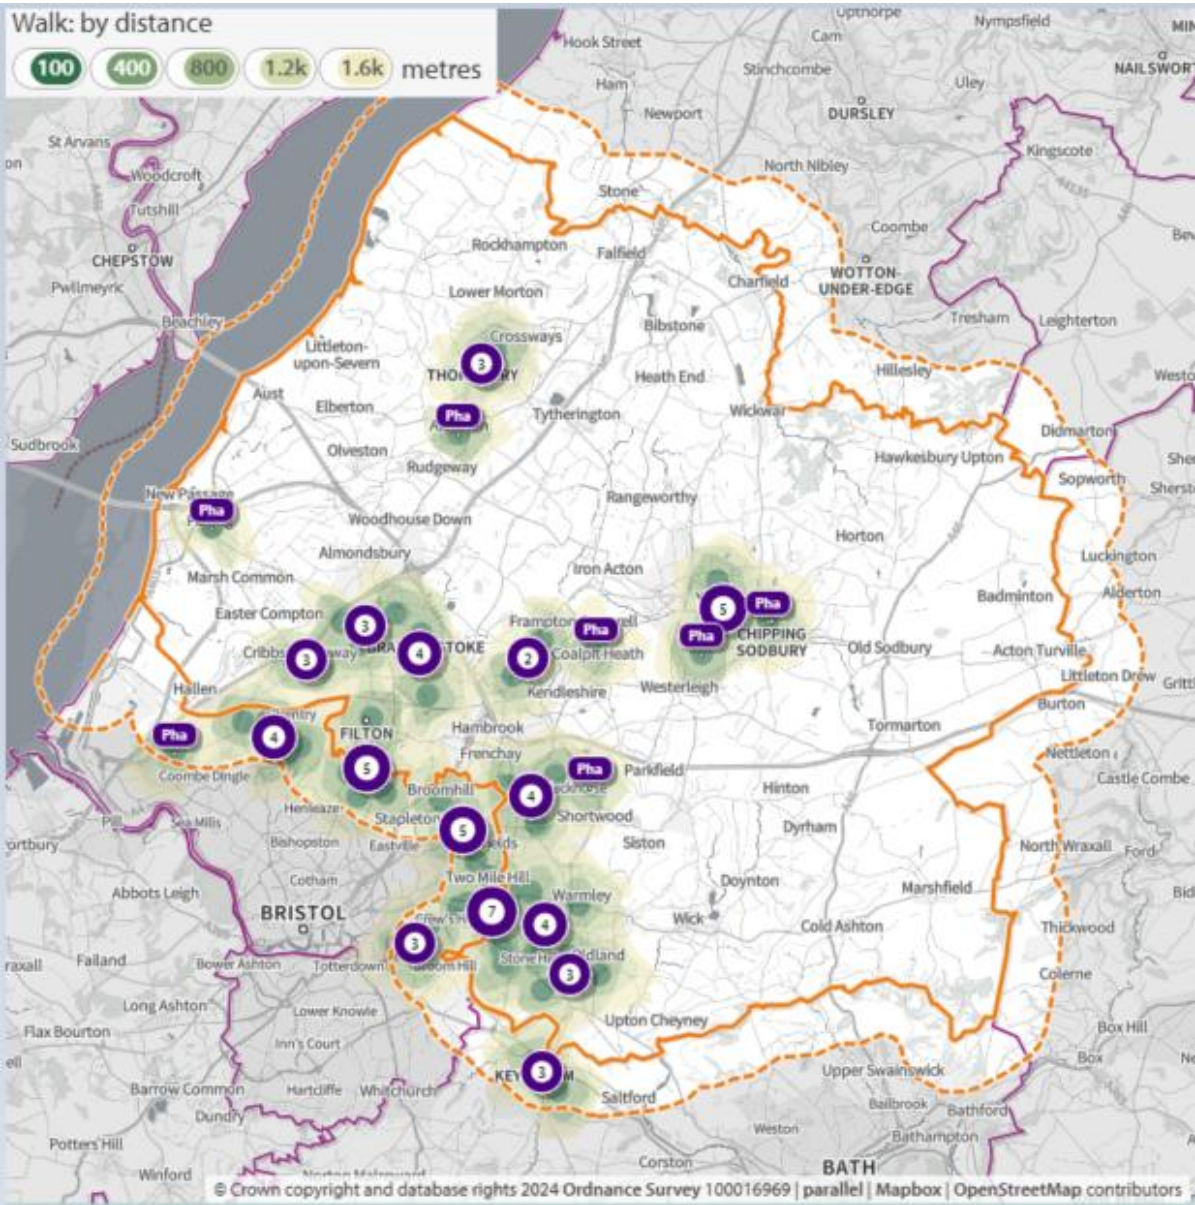 Walk: by distance
100 400 800 1.2k 1.6k metres
Hook Street
Upthorpe
Cam
Nympsfield
Stinchcombe
Ham
Uley
NAILSWORT
Newport
DURSLEY
St Arvans
Woodcroft
Kingscote
North Nibley
Stone
Tutshill
Coombe
CHEPSTOW
Rockhampton
Falfield
Charfield
WOTTON-
UNDER-EDGE
Pwllmeyric
Lower Morton
Beachley
Bibstone
Tresham
Leighterton
Crossways
Littleton-
upon-Severn
3
Heath End
Hillesley
Aust
Elberton
Pha
Tytherington
Wickwar
Didmarton
Sudbrook
Olveston
Rudgeway
Hawkesbury Upton
Sopworth
New Passage
Pha
Rangeworthy
Woodhouse Down
Horton
Almondsbury
Iron Acton
Luckington
Marsh Common
Badminton
Alderton
Easter Compton
3
5
Pha
Pha
Pha
CHIPPING
SODBURY
3
4
2
Coalpit Heath
Old Sodbury
Acton Turville
Hallen
Kendleshire
Westerleigh
Littleton Drew
Burton
Hambrook
Tormarton
Pha
4
FILTON
Frenchay
Nettleton
Coombe Dingle
5
Pha
Parkfield
Castle Combe
Henleaze
Broomhill
4
Hinton
Pill
Sea Mills
Stapleton
5
Shortwood
Dyrham
Bishopston
Eastville
Siston
North Wraxall
Ford
Cotham
Two Mile Hill
Doynton
Abbots Leigh
Warmley
Marshfield
BRISTOL
7
4
Wick
Cold Ashton
Thickwood
Failand
Bower Ashton
Totterdown
3
3
Colerne
Long Ashton
Lower Knowle
Upton Cheyney
Flax Bourton
Inn's Court
Box Hill
Box
3
Upper Swainswick
Barrow Common
Hartcliffe
Whitchurch
Saltford
Dundry
Bailbrook
Bathford
Weston
Bathampton
Potters Hill
Corston
BATH
Winford
© Crown copyright and database rights 2024 Ordnance Survey 100016969 | parallel | Mapbox | OpenStreetMap contributors